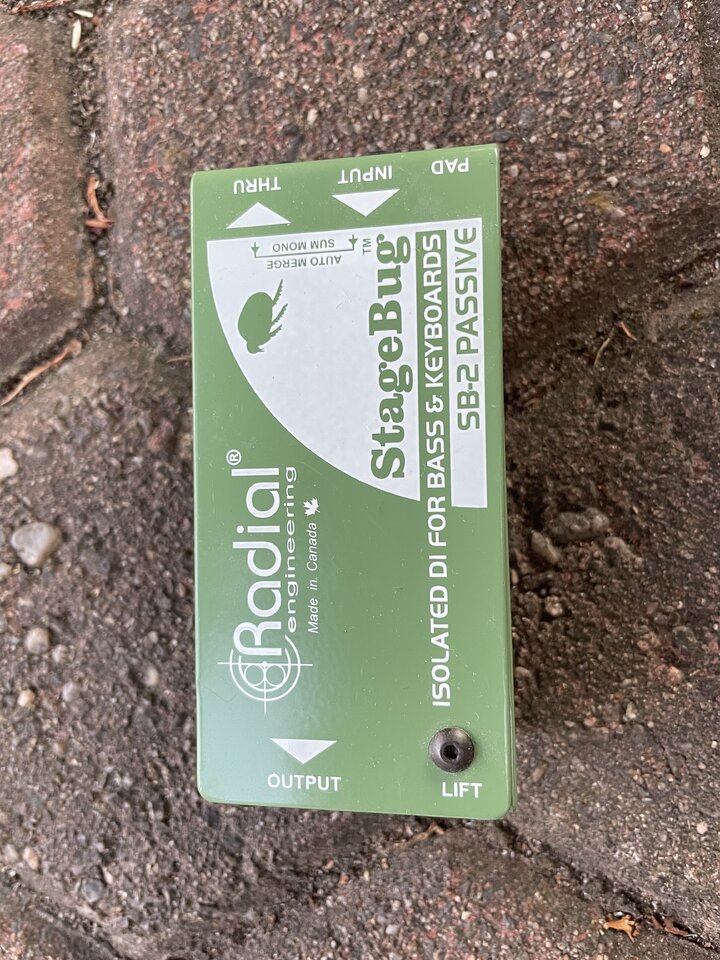 PAD
INPUT
THRU
AUTO MERGE
SUM MONO
StageBug™
ISOLATED DI FOR BASS & KEYBOARDS
SB-2 PASSIVE
Radial®
engineering
Made in Canada
OUTPUT
LIFT